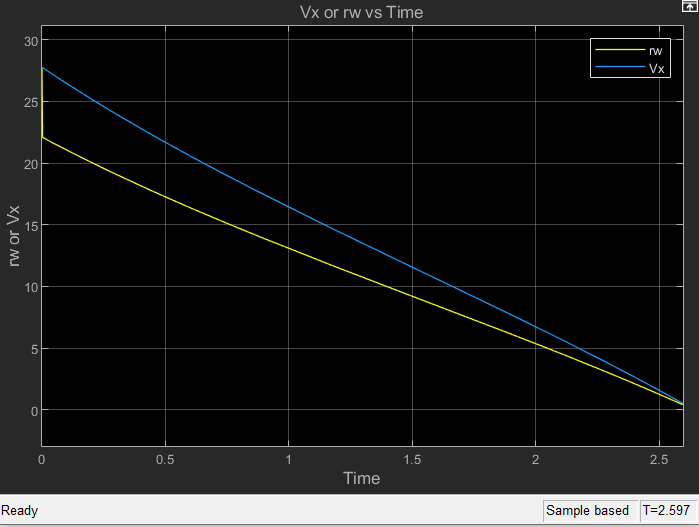 Vx or rw vs Time
rw
Vx
30
25
20
15
10
5
0
rw or Vx
0
0.5
1
1.5
2
2.5
Time
Ready
Sample based
T=2.597